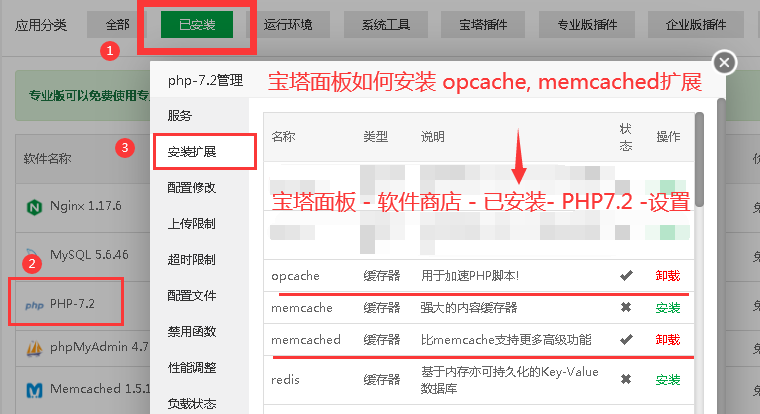 应用分类 全部 已安装 运行环境 系统工具 宝塔插件 专业版插件 企业版插件
1
php-7.2管理 宝塔面板如何安装 opcache, memcached扩展
专业版可以免费使用专
服务
3
安装扩展
软件名称
名称 类型 说明 状态 操作
配置修改
宝塔面板 - 软件商店 - 已安装- PHP7.2 -设置
Nginx 1.17.6
上传限制
MySQL 5.6.46
超时限制
2
opcache 缓存器 用于加速PHP脚本! 卸载
php PHP-7.2
配置文件
memcache 缓存器 强大的内容缓存器 安装
禁用函数
memcached 缓存器 比memcache支持更多高级功能 卸载
phpMyAdmin 4.7
性能调整
redis 缓存器 基于内存亦可持久化的Key-Value
数据库 安装
Memcached 1.5.1
负载状态